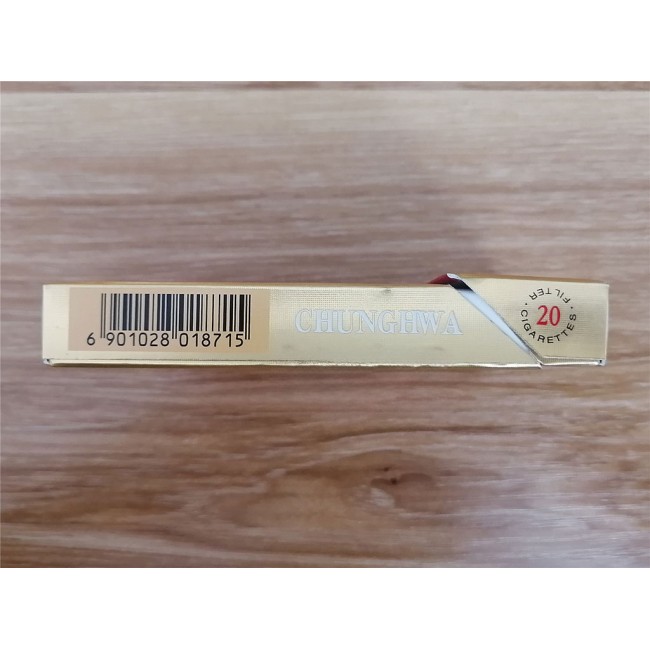 6 901028 018715
CHUNGHWA
20
FILTER · CIGARETTES ·